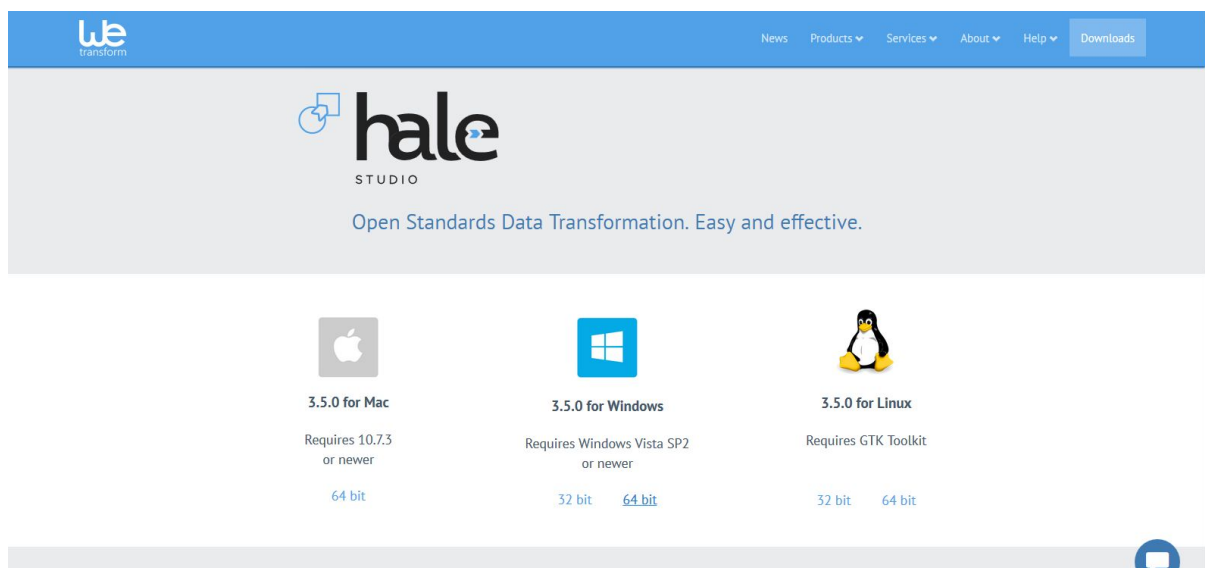 We
transform
News Products Services About Help Downloads
hale
STUDIO
Open Standards Data Transformation. Easy and effective.
3.5.0 for Mac
Requires 10.7.3
or newer
64 bit
3.5.0 for Windows
Requires Windows Vista SP2
or newer
32 bit 64 bit
3.5.0 for Linux
Requires GTK Toolkit
32 bit 64 bit